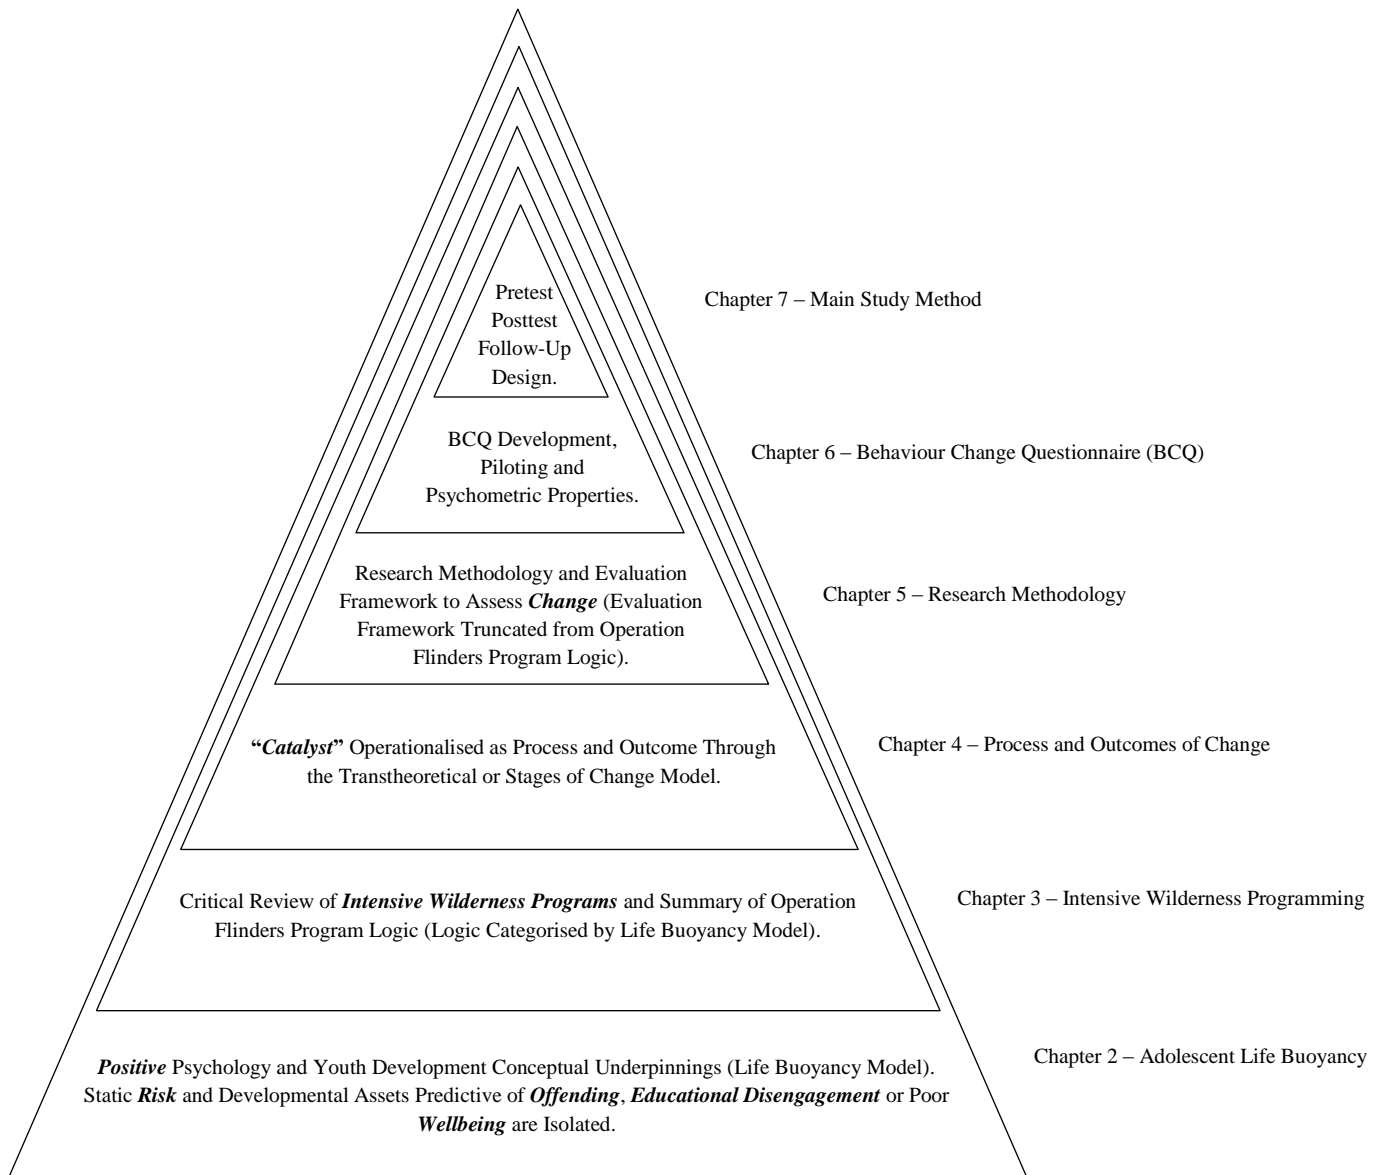 Pretest
Posttest
Follow-Up
Design.
Chapter 7 – Main Study Method
BCQ Development,
Piloting and
Psychometric Properties.
Chapter 6 – Behaviour Change Questionnaire (BCQ)
Research Methodology and Evaluation
Framework to Assess Change (Evaluation
Framework Truncated from Operation
Flinders Program Logic).
Chapter 5 – Research Methodology
“Catalyst” Operationalised as Process and Outcome Through
the Transtheoretical or Stages of Change Model.
Chapter 4 – Process and Outcomes of Change
Critical Review of Intensive Wilderness Programs and Summary of Operation
Flinders Program Logic (Logic Categorised by Life Buoyancy Model).
Chapter 3 – Intensive Wilderness Programming
Positive Psychology and Youth Development Conceptual Underpinnings (Life Buoyancy Model).
Static Risk and Developmental Assets Predictive of Offending, Educational Disengagement or Poor
Wellbeing are Isolated.
Chapter 2 – Adolescent Life Buoyancy